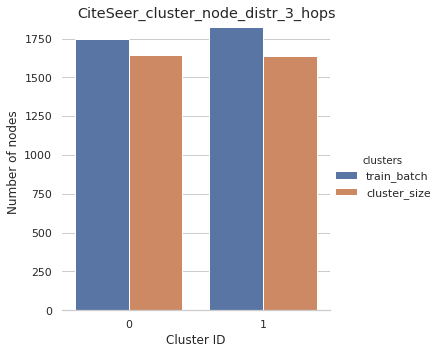 CiteSeer_cluster_node_distr_3_hops
1750
1500
1250
1000
750
500
250
0
Number of nodes
0 1
Cluster ID
clusters
train_batch
cluster_size